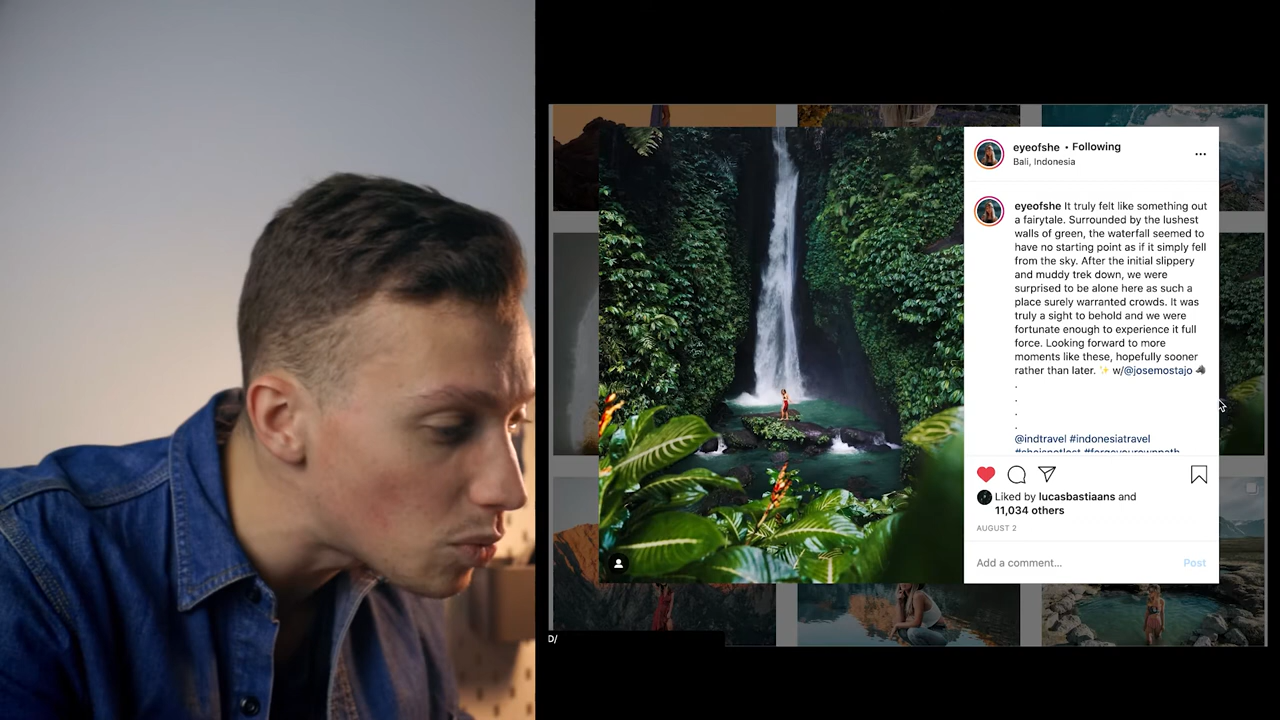 eyeofshe • Following
Bali, Indonesia
eyeofshe It truly felt like something out
a fairytale. Surrounded by the lushest
walls of green, the waterfall seemed to
have no starting point as if it simply fell
from the sky. After the initial slippery
and muddy trek down, we were
surprised to be alone here as such a
place surely warranted crowds. It was
truly a sight to behold and we were
fortunate enough to experience it full
force. Looking forward to more
moments like these, hopefully sooner
rather than later. ✨ w/@josemostajo 🦓
.
.
.
.
@indtravel #indonesiatravel
#sheisnotlost #forgeyourownpath
Liked by lucasbastiaans and
11,034 others
AUGUST 2
Add a comment... Post
D/